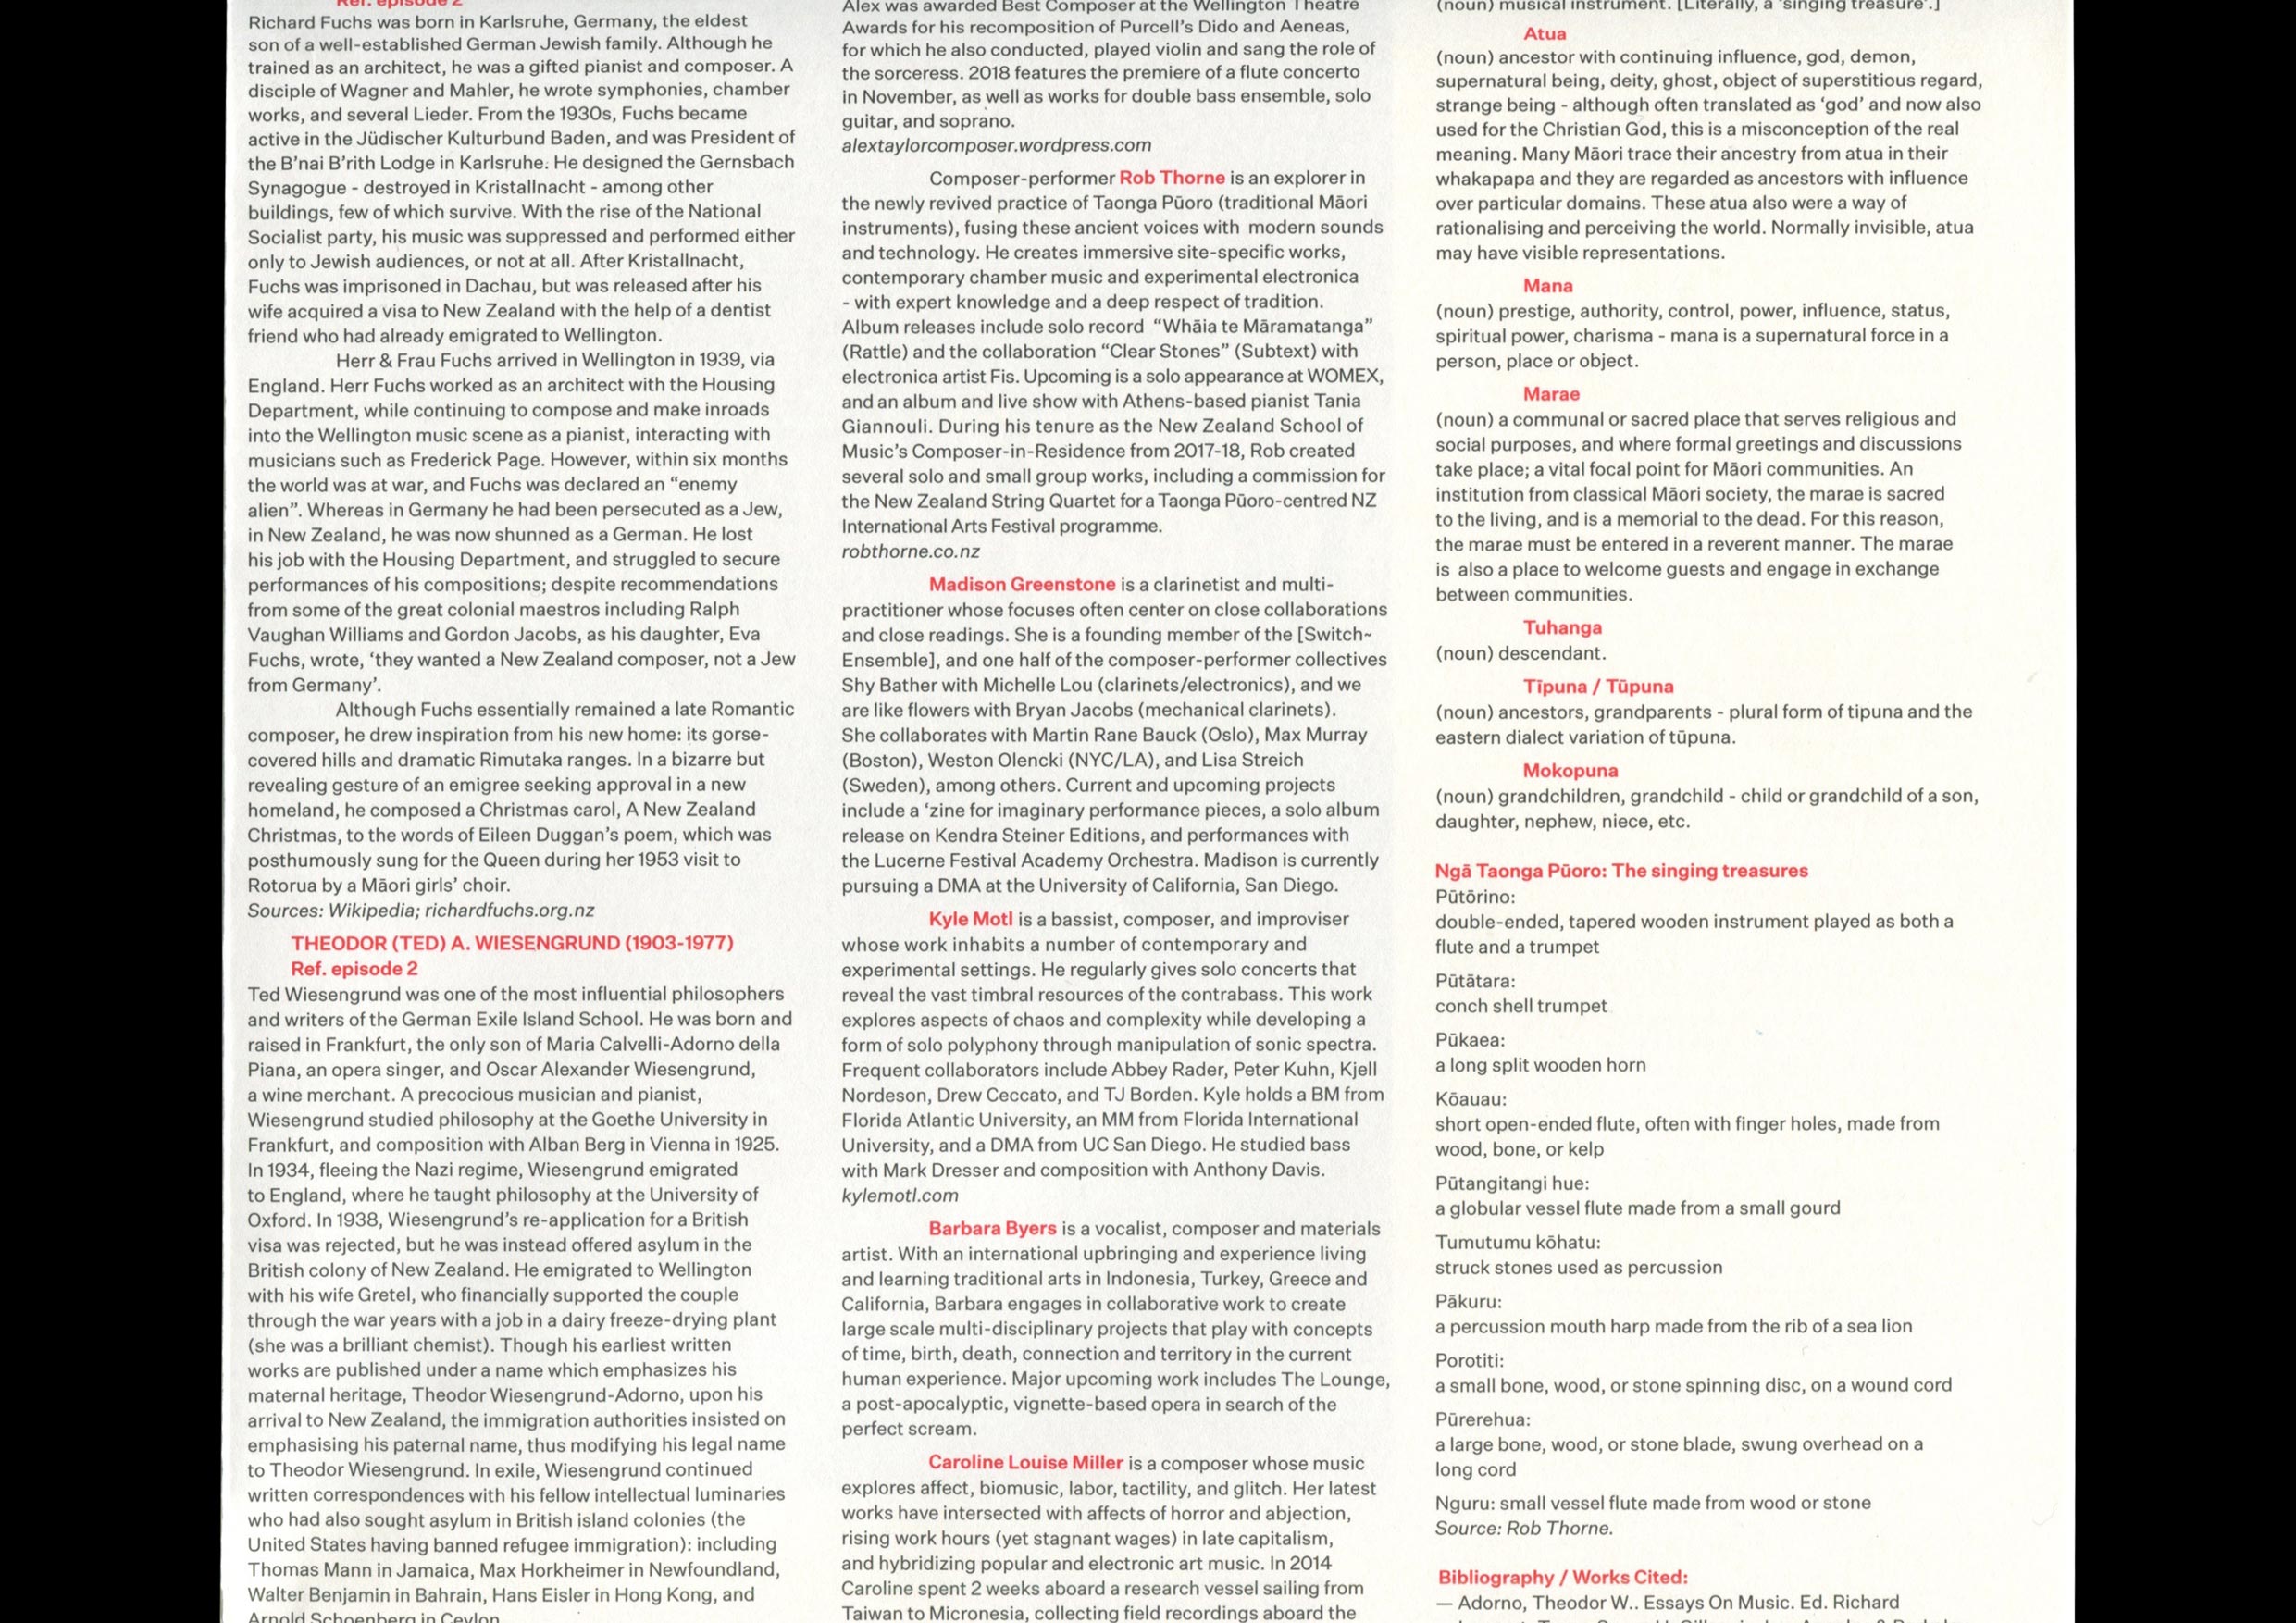 Ref. episode 2
Richard Fuchs was born in Karlsruhe, Germany, the eldest
son of a well-established German Jewish family. Although he
trained as an architect, he was a gifted pianist and composer. A
disciple of Wagner and Mahler, he wrote symphonies, chamber
works, and several Lieder. From the 1930s, Fuchs became
active in the Jüdischer Kulturbund Baden, and was President of
the B’nai B’rith Lodge in Karlsruhe. He designed the Gernsbach
Synagogue - destroyed in Kristallnacht - among other
buildings, few of which survive. With the rise of the National
Socialist party, his music was suppressed and performed either
only to Jewish audiences, or not at all. After Kristallnacht,
Fuchs was imprisoned in Dachau, but was released after his
wife acquired a visa to New Zealand with the help of a dentist
friend who had already emigrated to Wellington.
Herr & Frau Fuchs arrived in Wellington in 1939, via
England. Herr Fuchs worked as an architect with the Housing
Department, while continuing to compose and make inroads
into the Wellington music scene as a pianist, interacting with
musicians such as Frederick Page. However, within six months
the world was at war, and Fuchs was declared an “enemy
alien”. Whereas in Germany he had been persecuted as a Jew,
in New Zealand, he was now shunned as a German. He lost
his job with the Housing Department, and struggled to secure
performances of his compositions; despite recommendations
from some of the great colonial maestros including Ralph
Vaughan Williams and Gordon Jacobs, as his daughter, Eva
Fuchs, wrote, ‘they wanted a New Zealand composer, not a Jew
from Germany’.
Although Fuchs essentially remained a late Romantic
composer, he drew inspiration from his new home: its gorse-
covered hills and dramatic Rimutaka ranges. In a bizarre but
revealing gesture of an emigree seeking approval in a new
homeland, he composed a Christmas carol, A New Zealand
Christmas, to the words of Eileen Duggan’s poem, which was
posthumously sung for the Queen during her 1953 visit to
Rotorua by a Māori girls’ choir.
Sources: Wikipedia; richardfuchs.org.nz
THEODOR (TED) A. WIESENGRUND (1903-1977)
Ref. episode 2
Ted Wiesengrund was one of the most influential philosophers
and writers of the German Exile Island School. He was born and
raised in Frankfurt, the only son of Maria Calvelli-Adorno della
Piana, an opera singer, and Oscar Alexander Wiesengrund,
a wine merchant. A precocious musician and pianist,
Wiesengrund studied philosophy at the Goethe University in
Frankfurt, and composition with Alban Berg in Vienna in 1925.
In 1934, fleeing the Nazi regime, Wiesengrund emigrated
to England, where he taught philosophy at the University of
Oxford. In 1938, Wiesengrund’s re-application for a British
visa was rejected, but he was instead offered asylum in the
British colony of New Zealand. He emigrated to Wellington
with his wife Gretel, who financially supported the couple
through the war years with a job in a dairy freeze-drying plant
(she was a brilliant chemist). Though his earliest written
works are published under a name which emphasizes his
maternal heritage, Theodor Wiesengrund-Adorno, upon his
arrival to New Zealand, the immigration authorities insisted on
emphasising his paternal name, thus modifying his legal name
to Theodor Wiesengrund. In exile, Wiesengrund continued
written correspondences with his fellow intellectual luminaries
who had also sought asylum in British island colonies (the
United States having banned refugee immigration): including
Thomas Mann in Jamaica, Max Horkheimer in Newfoundland,
Walter Benjamin in Bahrain, Hans Eisler in Hong Kong, and
Arnold Schoenberg in Ceylon.
Alex was awarded Best Composer at the Wellington Theatre
Awards for his recomposition of Purcell’s Dido and Aeneas,
for which he also conducted, played violin and sang the role of
the sorceress. 2018 features the premiere of a flute concerto
in November, as well as works for double bass ensemble, solo
guitar, and soprano.
alextaylorcomposer.wordpress.com
Composer-performer Rob Thorne is an explorer in
the newly revived practice of Taonga Pūoro (traditional Māori
instruments), fusing these ancient voices with modern sounds
and technology. He creates immersive site-specific works,
contemporary chamber music and experimental electronica
- with expert knowledge and a deep respect of tradition.
Album releases include solo record “Whāia te Māramatanga”
(Rattle) and the collaboration “Clear Stones” (Subtext) with
electronica artist Fis. Upcoming is a solo appearance at WOMEX,
and an album and live show with Athens-based pianist Tania
Giannouli. During his tenure as the New Zealand School of
Music’s Composer-in-Residence from 2017-18, Rob created
several solo and small group works, including a commission for
the New Zealand String Quartet for a Taonga Pūoro-centred NZ
International Arts Festival programme.
robthorne.co.nz
Madison Greenstone is a clarinetist and multi-
practitioner whose focuses often center on close collaborations
and close readings. She is a founding member of the [Switch~
Ensemble], and one half of the composer-performer collectives
Shy Bather with Michelle Lou (clarinets/electronics), and we
are like flowers with Bryan Jacobs (mechanical clarinets).
She collaborates with Martin Rane Bauck (Oslo), Max Murray
(Boston), Weston Olencki (NYC/LA), and Lisa Streich
(Sweden), among others. Current and upcoming projects
include a ‘zine for imaginary performance pieces, a solo album
release on Kendra Steiner Editions, and performances with
the Lucerne Festival Academy Orchestra. Madison is currently
pursuing a DMA at the University of California, San Diego.
Kyle Motl is a bassist, composer, and improviser
whose work inhabits a number of contemporary and
experimental settings. He regularly gives solo concerts that
reveal the vast timbral resources of the contrabass. This work
explores aspects of chaos and complexity while developing a
form of solo polyphony through manipulation of sonic spectra.
Frequent collaborators include Abbey Rader, Peter Kuhn, Kjell
Nordeson, Drew Ceccato, and TJ Borden. Kyle holds a BM from
Florida Atlantic University, an MM from Florida International
University, and a DMA from UC San Diego. He studied bass
with Mark Dresser and composition with Anthony Davis.
kylemotl.com
Barbara Byers is a vocalist, composer and materials
artist. With an international upbringing and experience living
and learning traditional arts in Indonesia, Turkey, Greece and
California, Barbara engages in collaborative work to create
large scale multi-disciplinary projects that play with concepts
of time, birth, death, connection and territory in the current
human experience. Major upcoming work includes The Lounge,
a post-apocalyptic, vignette-based opera in search of the
perfect scream.
Caroline Louise Miller is a composer whose music
explores affect, biomusic, labor, tactility, and glitch. Her latest
works have intersected with affects of horror and abjection,
rising work hours (yet stagnant wages) in late capitalism,
and hybridizing popular and electronic art music. In 2014
Caroline spent 2 weeks aboard a research vessel sailing from
Taiwan to Micronesia, collecting field recordings aboard the
(noun) musical instrument. [Literally, a ‘singing treasure’.]
Atua
(noun) ancestor with continuing influence, god, demon,
supernatural being, deity, ghost, object of superstitious regard,
strange being - although often translated as ‘god’ and now also
used for the Christian God, this is a misconception of the real
meaning. Many Māori trace their ancestry from atua in their
whakapapa and they are regarded as ancestors with influence
over particular domains. These atua also were a way of
rationalising and perceiving the world. Normally invisible, atua
may have visible representations.
Mana
(noun) prestige, authority, control, power, influence, status,
spiritual power, charisma - mana is a supernatural force in a
person, place or object.
Marae
(noun) a communal or sacred place that serves religious and
social purposes, and where formal greetings and discussions
take place; a vital focal point for Māori communities. An
institution from classical Māori society, the marae is sacred
to the living, and is a memorial to the dead. For this reason,
the marae must be entered in a reverent manner. The marae
is also a place to welcome guests and engage in exchange
between communities.
Tuhanga
(noun) descendant.
Tīpuna / Tūpuna
(noun) ancestors, grandparents - plural form of tipuna and the
eastern dialect variation of tūpuna.
Mokopuna
(noun) grandchildren, grandchild - child or grandchild of a son,
daughter, nephew, niece, etc.
Ngā Taonga Pūoro: The singing treasures
Pūtōrino:
double-ended, tapered wooden instrument played as both a
flute and a trumpet
Pūtātara:
conch shell trumpet
Pūkaea:
a long split wooden horn
Kōauau:
short open-ended flute, often with finger holes, made from
wood, bone, or kelp
Pūtangitangi hue:
a globular vessel flute made from a small gourd
Tumutumu kōhatu:
struck stones used as percussion
Pākuru:
a percussion mouth harp made from the rib of a sea lion
Porotiti:
a small bone, wood, or stone spinning disc, on a wound cord
Pūrerehua:
a large bone, wood, or stone blade, swung overhead on a
long cord
Nguru: small vessel flute made from wood or stone
Source: Rob Thorne.
Bibliography / Works Cited:
— Adorno, Theodor W.. Essays On Music. Ed. Richard